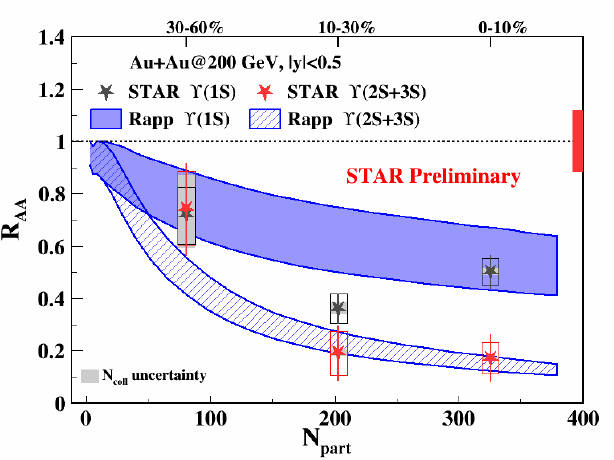 30-60% 10-30% 0-10%
1.4
1.2
1
0.8
0.6
0.4
0.2
0
R_AA
Au+Au@200 GeV, |y|<0.5
STAR ϒ(1S) STAR ϒ(2S+3S)
Rapp ϒ(1S) Rapp ϒ(2S+3S)
STAR Preliminary
N_coll uncertainty
0 100 200 300 400
N_part